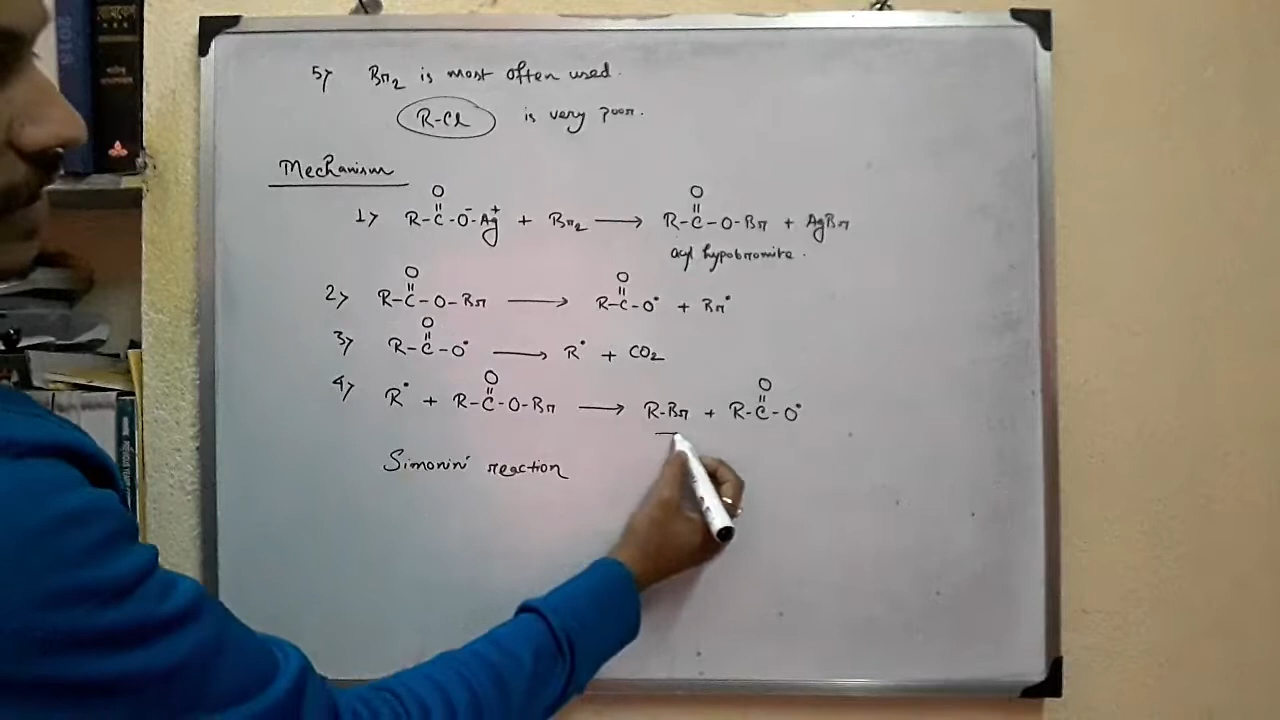 2018
5) Br2 is most often used.
R-Cl is very poor.
Mechanism
O
1) R-C-O⁻Ag⁺ + Br2 ⟶ R-C-O-Br + AgBr
O
acyl hypobromite.
O
2) R-C-O-Br ⟶ R-C-O• + Br•
O
O
3) R-C-O• ⟶ R• + CO2
O
4) R• + R-C-O-Br ⟶ R-Br + R-C-O•
O
Simonini reaction